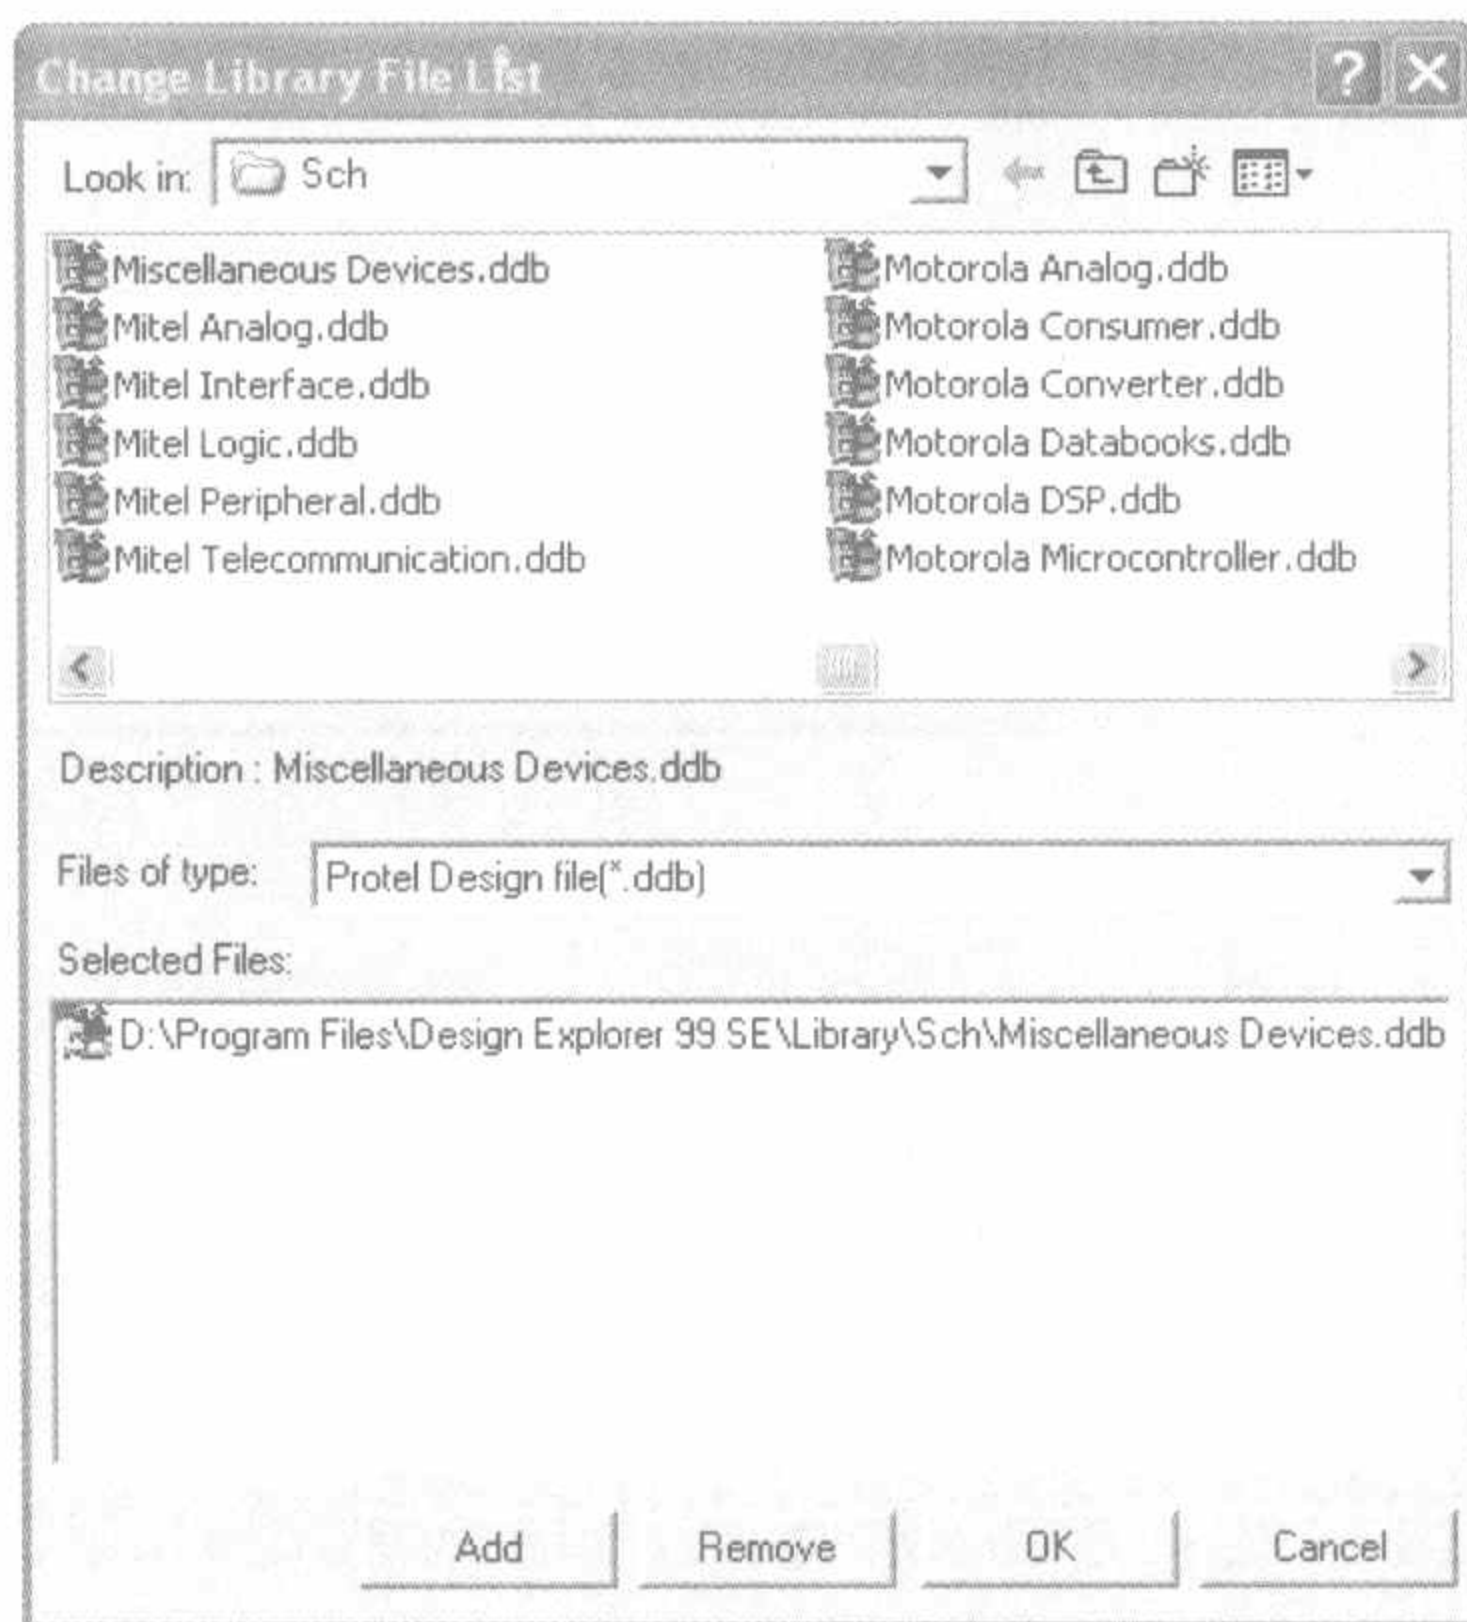 Change Library File List
Look in: Sch
Miscellaneous Devices.ddb
Mitel Analog.ddb
Mitel Interface.ddb
Mitel Logic.ddb
Mitel Peripheral.ddb
Mitel Telecommunication.ddb
Motorola Analog.ddb
Motorola Consumer.ddb
Motorola Converter.ddb
Motorola Databooks.ddb
Motorola DSP.ddb
Motorola Microcontroller.ddb
Description : Miscellaneous Devices.ddb
Files of type: Protel Design file(*.ddb)
Selected Files:
D:\Program Files\Design Explorer 99 SE\Library\Sch\Miscellaneous Devices.ddb
Add Remove OK Cancel